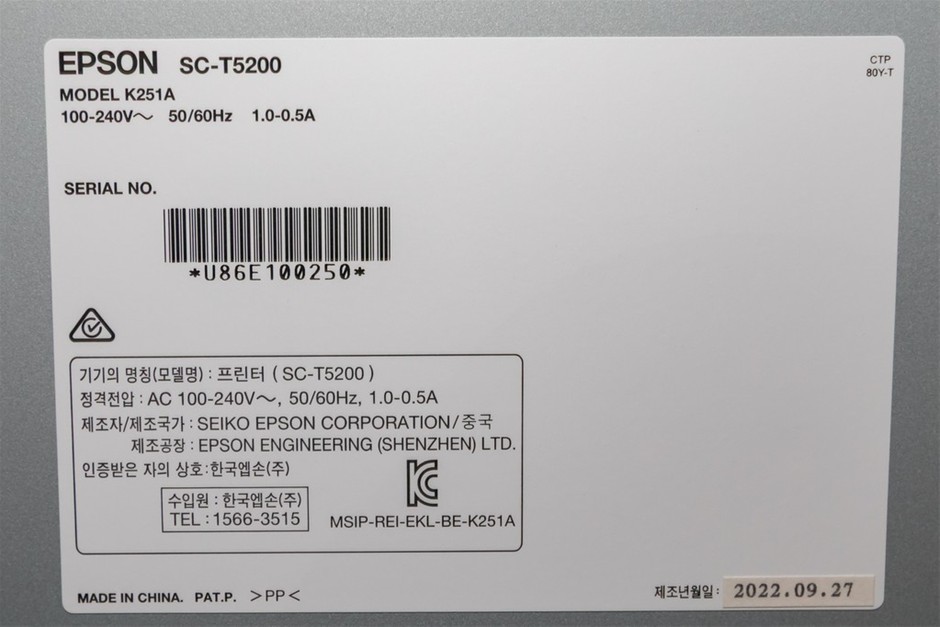 EPSON SC-T5200
CTP
80Y-T
MODEL K251A
100-240V～ 50/60Hz 1.0-0.5A
SERIAL NO.
*U86E100250*
기기의 명칭(모델명) : 프린터 ( SC-T5200 )
정격전압 : AC 100-240V～, 50/60Hz, 1.0-0.5A
제조자/제조국가 : SEIKO EPSON CORPORATION/중국
제조공장 : EPSON ENGINEERING (SHENZHEN) LTD.
인증받은 자의 상호:한국엡손(주)
수입원 : 한국엡손(주)
TEL : 1566-3515
MSIP-REI-EKL-BE-K251A
MADE IN CHINA. PAT.P. >PP<
제조년월일: 2022.09.27